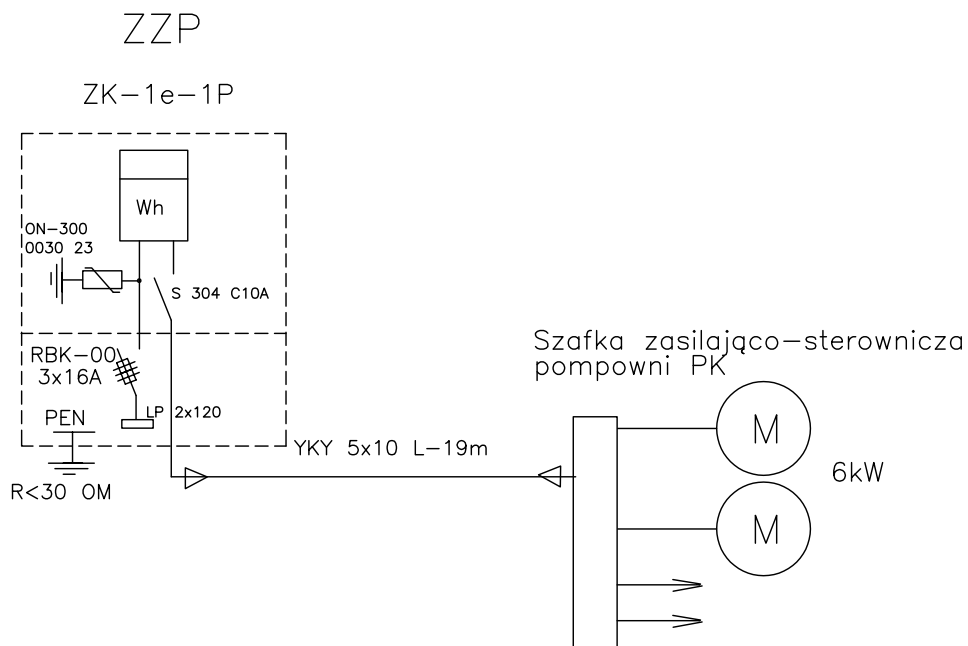 ZZP
ZK-1e-1P
Wh
ON-300
0030 23
S 304 C10A
RBK-00
3x16A
LP 2x120
PEN
R<30 OM
YKY 5x10 L-19m
Szafka zasilająco-sterownicza
pompowni PK
M
6kW
M